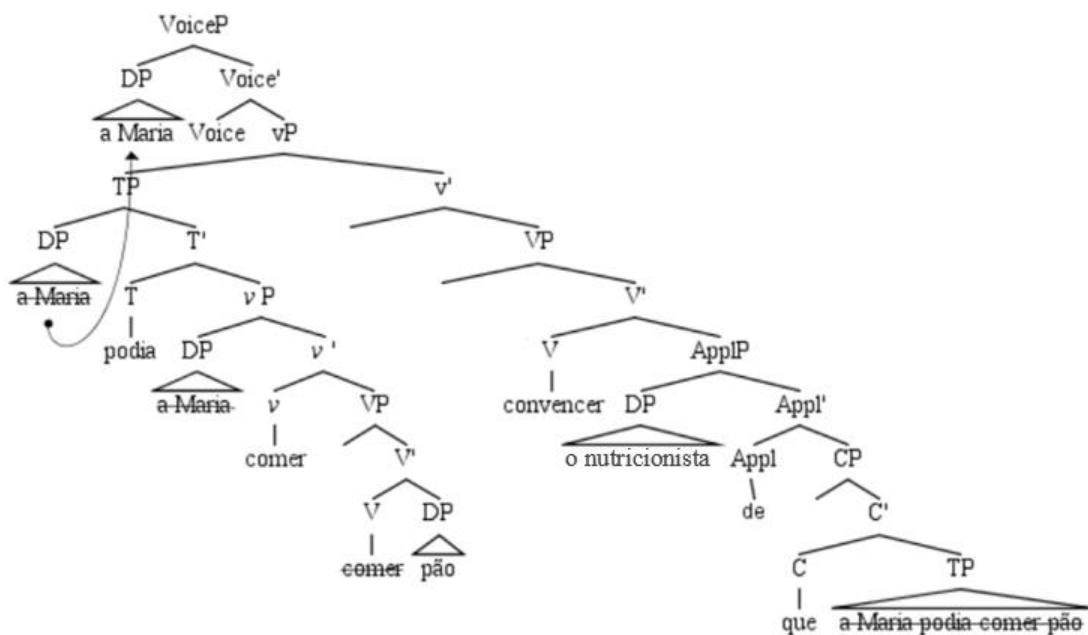 VoiceP
DP Voice'
a Maria Voice vP
TP v'
DP T' VP
a Maria T v P V'
podia DP v ' V ApplP
a Maria v VP convencer DP Appl'
comer V' o nutricionista Appl CP
V DP de C'
comer pão C TP
que a Maria podia comer pão